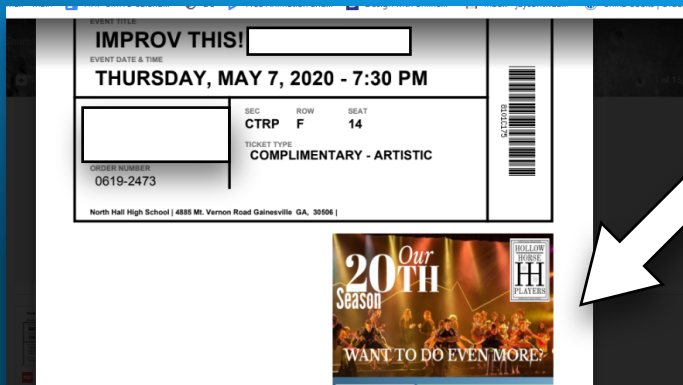 EVENT TITLE
IMPROV THIS!
EVENT DATE & TIME
THURSDAY, MAY 7, 2020 - 7:30 PM
SEC ROW SEAT
CTRP F 14
TICKET TYPE
COMPLIMENTARY - ARTISTIC
ORDER NUMBER
0619-2473
8101C175
North Hall High School | 4885 Mt. Vernon Road Gainesville GA, 30506 |
Our
20TH
Season
HOLLOW
HORSE
HH
PLAYERS
WANT TO DO EVEN MORE?